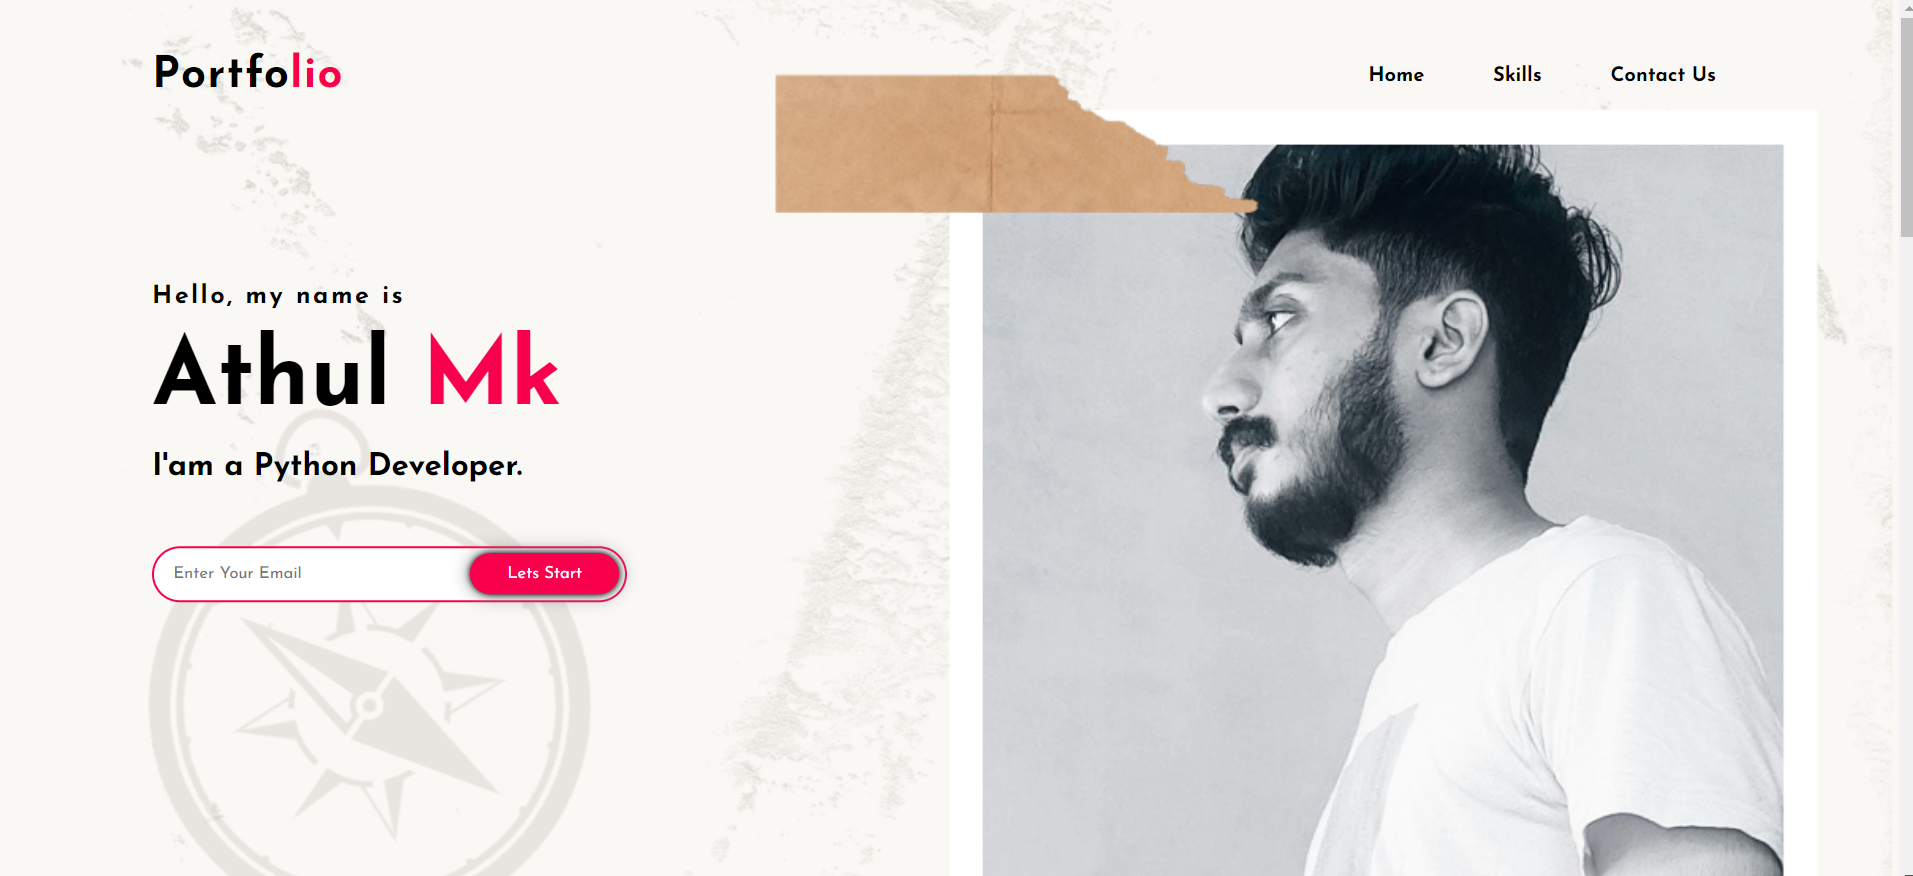 Portfolio
Home Skills Contact Us
Hello, my name is
Athul Mk
I'am a Python Developer.
Enter Your Email Lets Start